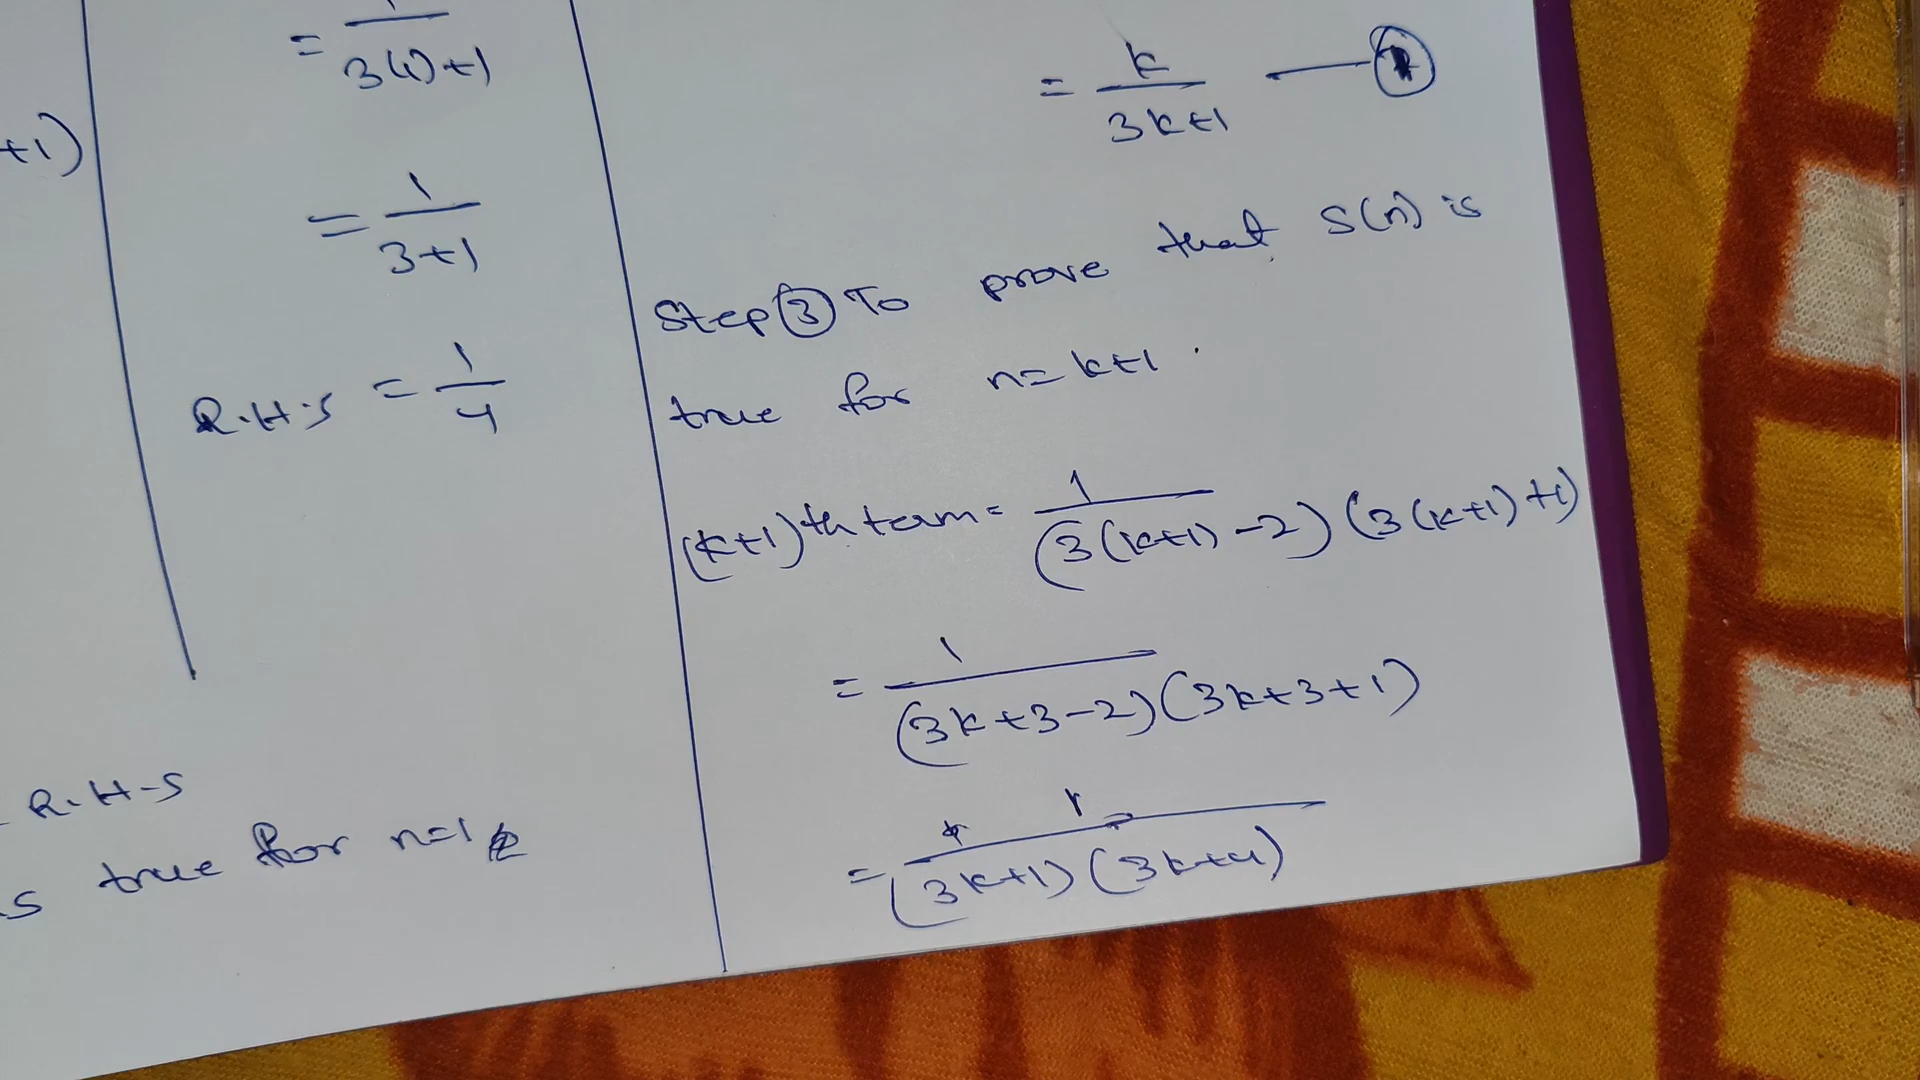 +1)
= 1/3(1)+1
= 1/3+1
R.H.S = 1/4
R.H-S
true for n=1
= k/3k+1 — 1
Step 3 To prove that S(n) is
true for n=k+1.
(k+1)th term = 1/(3(k+1)-2)(3(k+1)+1)
= 1/(3k+3-2)(3k+3+1)
= 1/(3k+1)(3k+4)